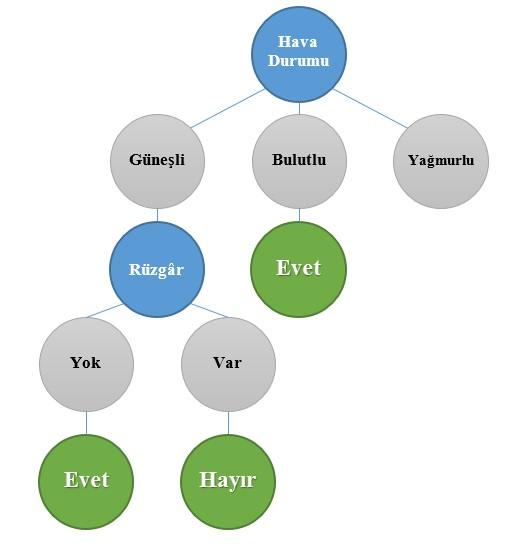 Hava
Durumu
Güneşli
Bulutlu
Yağmurlu
Rüzgâr
Evet
Yok
Var
Evet
Hayır